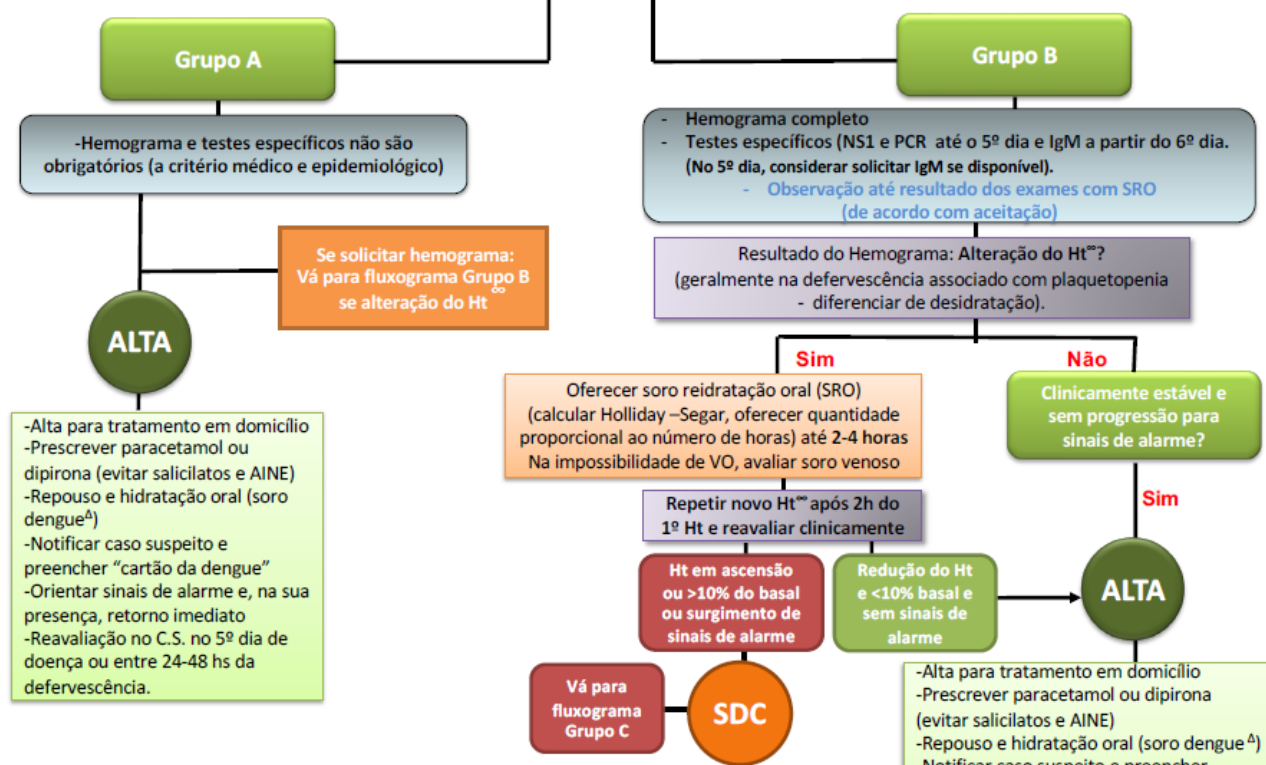 Grupo A
-Hemograma e testes específicos não são
obrigatórios (a critério médico e epidemiológico)
Se solicitar hemograma:
Vá para fluxograma Grupo B
se alteração do Ht∞
ALTA
-Alta para tratamento em domicílio
-Prescrever paracetamol ou
dipirona (evitar salicilatos e AINE)
-Repouso e hidratação oral (soro
dengueΔ)
-Notificar caso suspeito e
preencher “cartão da dengue”
-Orientar sinais de alarme e, na sua
presença, retorno imediato
-Reavaliação no C.S. no 5º dia de
doença ou entre 24-48 hs da
defervescência.
Grupo B
- Hemograma completo
- Testes específicos (NS1 e PCR até o 5º dia e IgM a partir do 6º dia.
(No 5º dia, considerar solicitar IgM se disponível).
- Observação até resultado dos exames com SRO
(de acordo com aceitação)
Resultado do Hemograma: Alteração do Ht∞?
(geralmente na defervescência associado com plaquetopenia
- diferenciar de desidratação).
Sim
Não
Oferecer soro reidratação oral (SRO)
(calcular Holliday –Segar, oferecer quantidade
proporcional ao número de horas) até 2-4 horas
Na impossibilidade de VO, avaliar soro venoso
Clinicamente estável e
sem progressão para
sinais de alarme?
Sim
Repetir novo Ht∞ após 2h do
1º Ht e reavaliar clinicamente
Ht em ascensão
ou >10% do basal
ou surgimento de
sinais de alarme
Redução do Ht
e <10% basal e
sem sinais de
alarme
ALTA
Vá para
fluxograma
Grupo C
SDC
-Alta para tratamento em domicílio
-Prescrever paracetamol ou dipirona
(evitar salicilatos e AINE)
-Repouso e hidratação oral (soro dengue Δ)
-Notificar caso suspeito e preencher